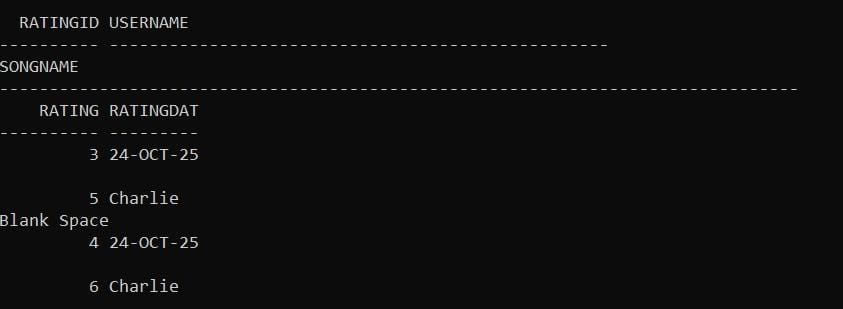 RATINGID USERNAME
---------- --------------------------------------------------
SONGNAME
--------------------------------------------------------------------------------
    RATING RATINGDAT
---------- ---------
         3 24-OCT-25

         5 Charlie
Blank Space
         4 24-OCT-25

         6 Charlie